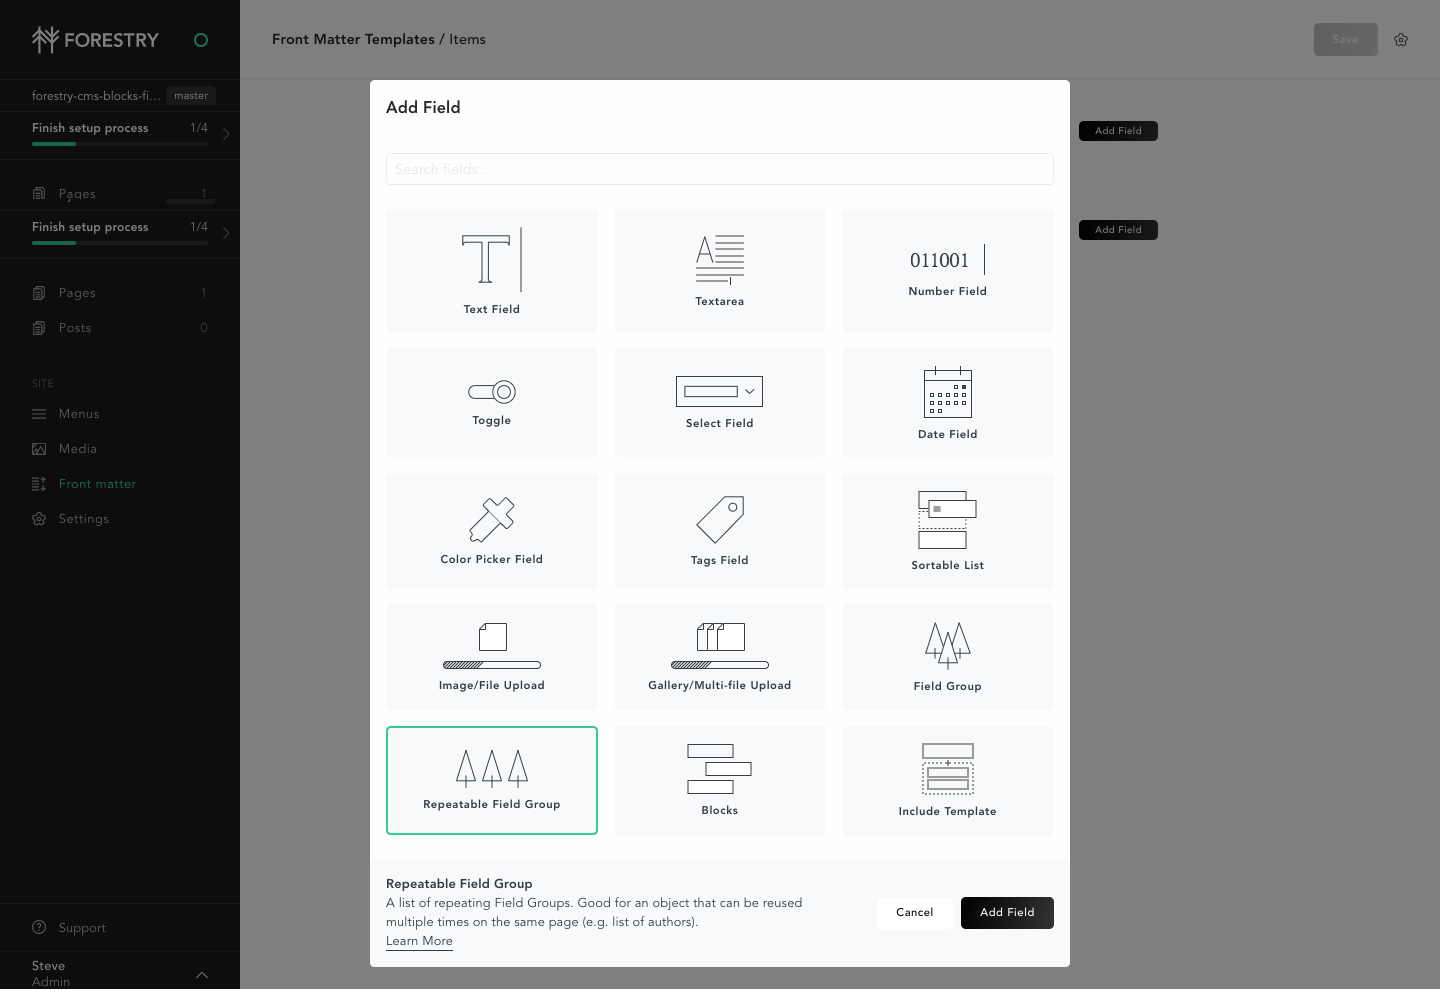 FORESTRY
Front Matter Templates / Items
Save
forestry-cms-blocks-fi... master
Finish setup process 1/4
Pages 1
Finish setup process 1/4
Pages 1
Posts 0
SITE
Menus
Media
Front matter
Settings
Support
Steve
Admin
Add Field
Add Field
Add Field
Search fields...
T
Text Field
A
Textarea
011001
Number Field
Toggle
Select Field
Date Field
Color Picker Field
Tags Field
Sortable List
Image/File Upload
Gallery/Multi-file Upload
Field Group
Repeatable Field Group
Blocks
Include Template
Repeatable Field Group
A list of repeating Field Groups. Good for an object that can be reused
multiple times on the same page (e.g. list of authors).
Learn More
Cancel
Add Field